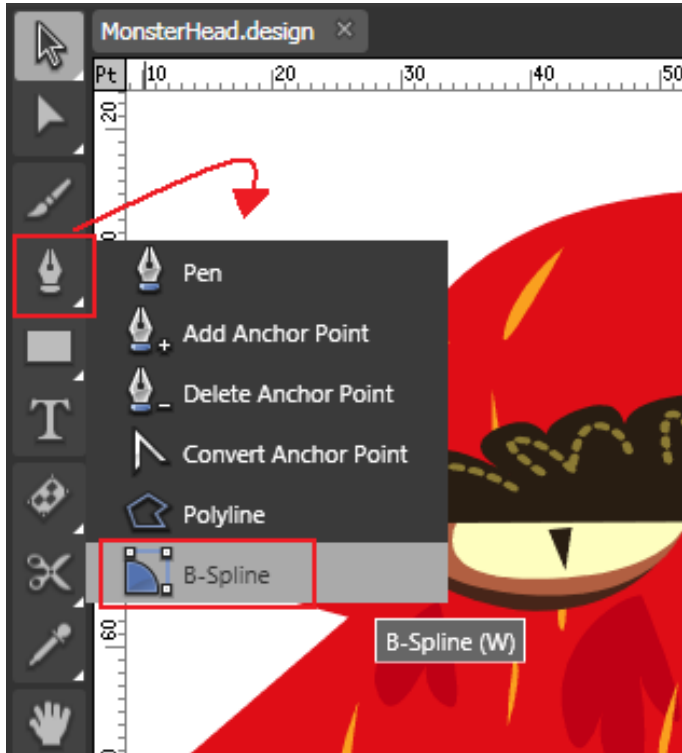 MonsterHead.design ×
Pt 10 20 30 40 50
20
Pen
Add Anchor Point
Delete Anchor Point
Convert Anchor Point
Polyline
B-Spline
60
B-Spline (W)